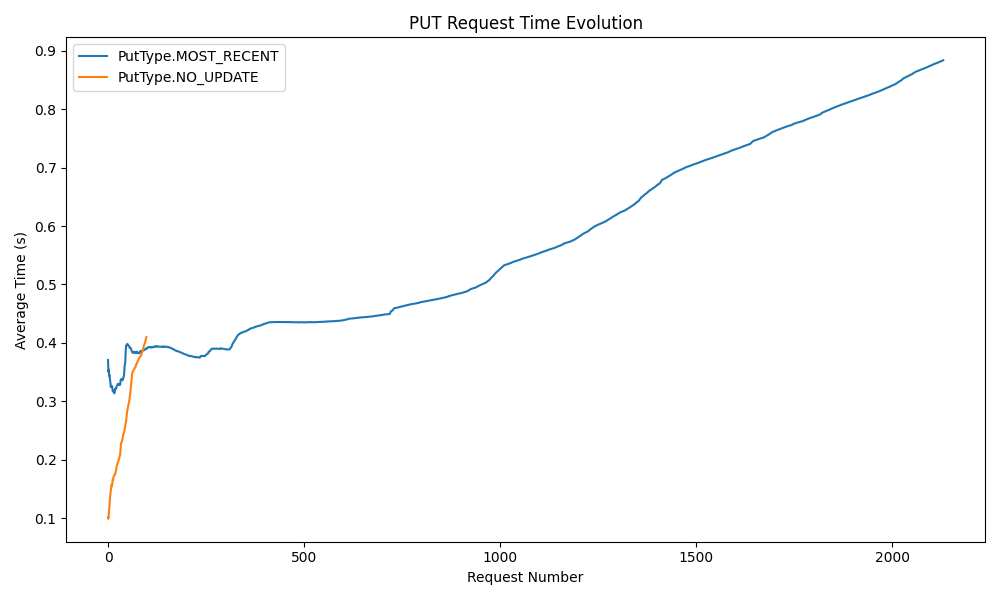 PUT Request Time Evolution
PutType.MOST_RECENT
PutType.NO_UPDATE
Average Time (s)
0.9
0.8
0.7
0.6
0.5
0.4
0.3
0.2
0.1
0 500 1000 1500 2000
Request Number